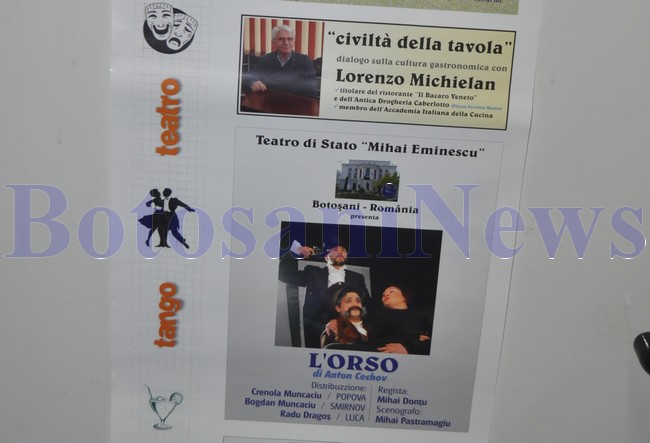 teatro
tango
"civiltà della tavola"
dialogo sulla cultura gastronomica con
Lorenzo Michielan
titolare del ristorante "Il Bacaro Veneto"
e dell'Antica Drogheria Caberlotto
membro dell'Accademia Italiana della Cucina
Teatro di Stato "Mihai Eminescu"
Botoşani - România
presenta
BotosaniNews
L'ORSO
di Anton Cechov
Distribuzzione:
Crenola Muncaciu / POPOVA
Bogdan Muncaciu / SMIRNOV
Radu Dragoş / LUCA
Regista:
Mihai Donţu
Scenografo:
Mihai Pastramagiu